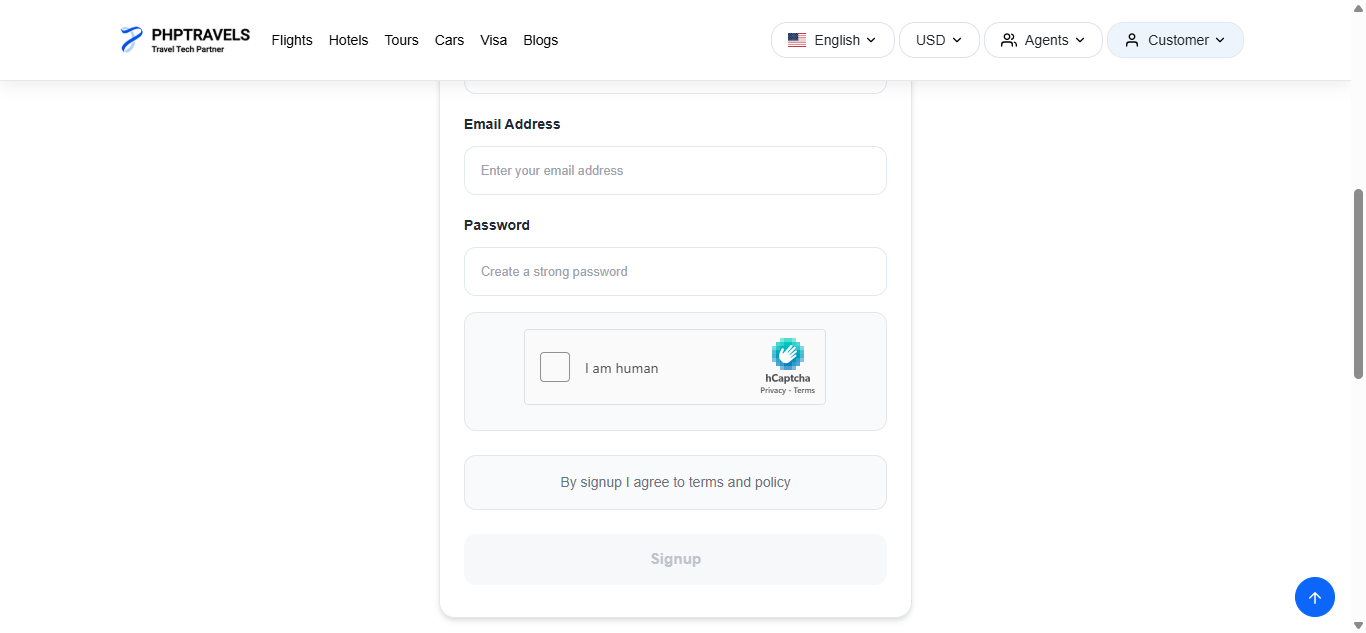 PHPTRAVELS
Travel Tech Partner
Flights Hotels Tours Cars Visa Blogs
English USD Agents Customer
Email Address
Enter your email address
Password
Create a strong password
I am human
hCaptcha
Privacy - Terms
By signup I agree to terms and policy
Signup